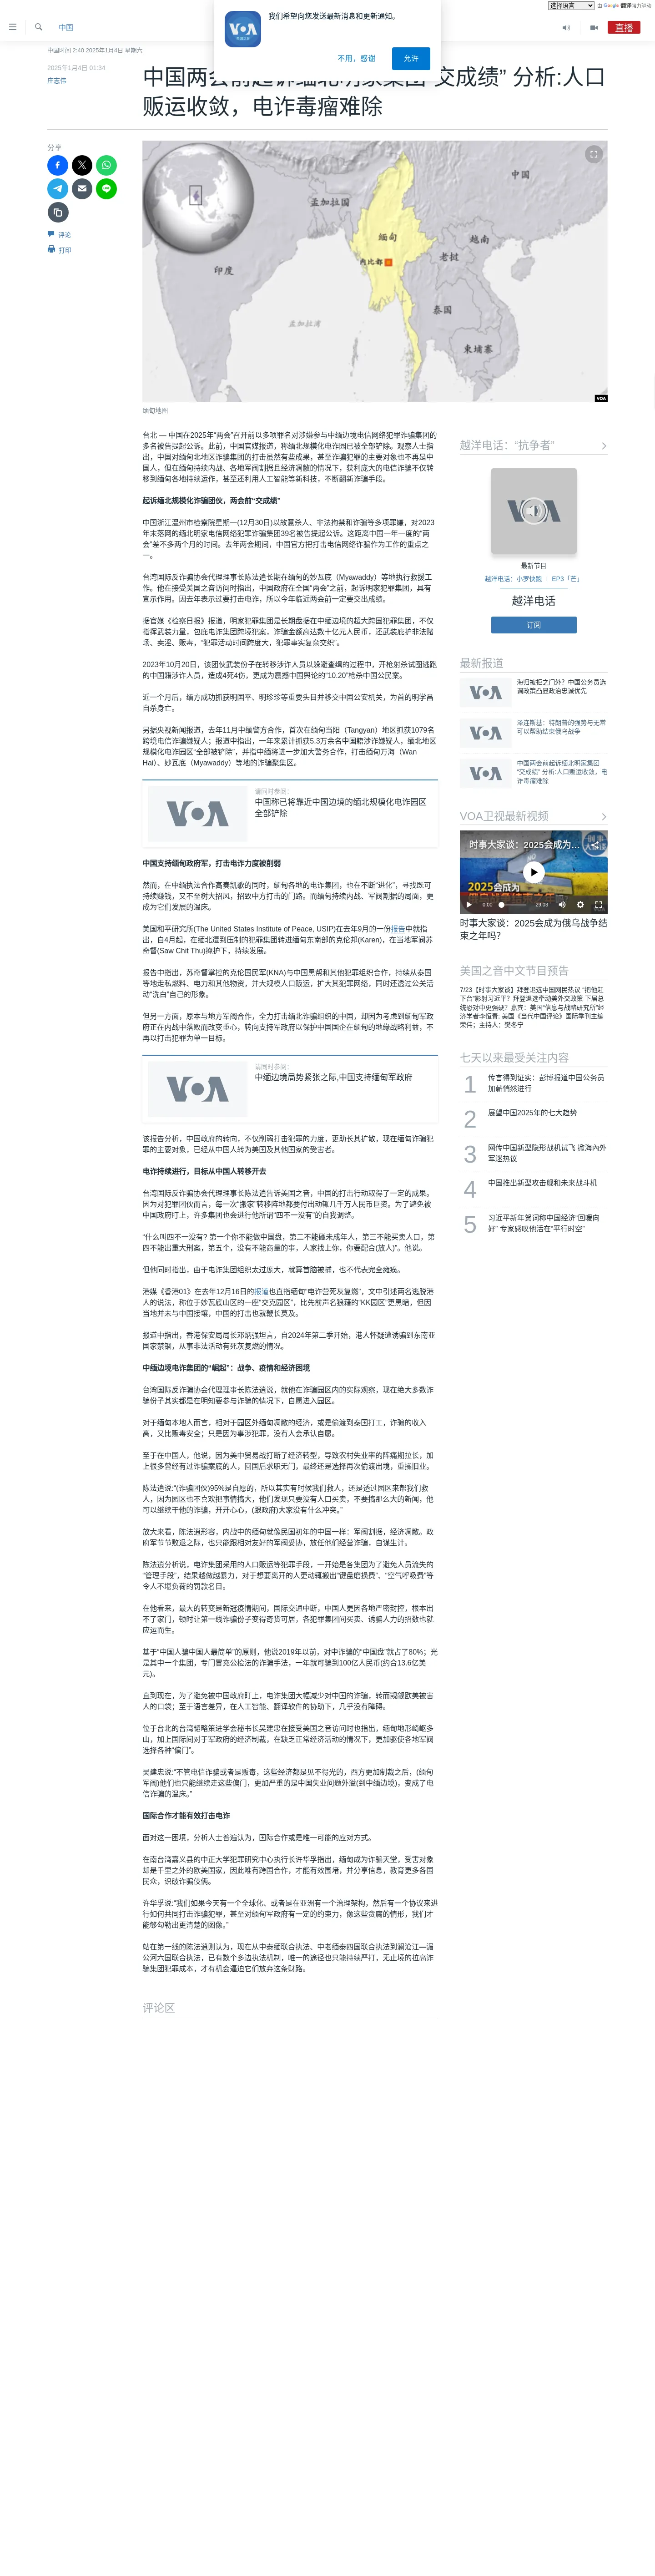 选择语言 由 Google 翻译强力驱动
我们希望向您发送最新消息和更新通知。
不用，感谢
允许
中国
直播
中国时间 2:40 2025年1月4日 星期六
2025年1月4日 01:34
庄志伟
中国两会前起诉缅北明家集团“交成绩” 分析:人口
贩运收敛，电诈毒瘤难除
分享
评论
打印
中国
孟加拉国
缅甸
越南
内比都
老挝
印度
泰国
孟加拉湾
柬埔寨
VOA
缅甸地图
台北 — 中国在2025年“两会”召开前以多项罪名对涉嫌参与中缅边境电信网络犯罪诈骗集团的
多名被告提起公诉。此前，中国官媒报道，称缅北规模化电诈园已被全部铲除。观察人士指
出，中国对缅甸北地区诈骗集团的打击虽然有些成果，甚至诈骗犯罪的主要对象也不再是中
国人，但在缅甸持续内战、各地军阀割据且经济凋敝的情况下，获利庞大的电信诈骗不仅转
移到缅甸各地持续运作，甚至还利用人工智能等新科技，不断翻新诈骗手段。
起诉缅北规模化诈骗团伙，两会前“交成绩”
中国浙江温州市检察院星期一(12月30日)以故意杀人、非法拘禁和诈骗等多项罪嫌，对2023
年末落网的缅北明家电信网络犯罪诈骗集团39名被告提起公诉。这一时间距离一年一度的“两
会”差不多两个月的时间。去年两会期间，中国官方把打击电信网络诈骗作为工作的重点之
一。
台湾国际反诈骗协会代理理事长陈法逍长期在缅甸的妙瓦底（Myawaddy）等地执行救援工
作。他在接受美国之音访问时指出，中国政府在全国“两会”之前，起诉明家犯罪集团，具有
宣示作用。因去年表示过要打击电诈，所以今年临近两会前一定要交出成绩。
据官媒《检察日报》报道，明家犯罪集团是长期盘据在中缅边境的超大跨国犯罪集团，不仅
指挥武装力量，包庇电诈集团跨境犯案，诈骗金额高达数十亿元人民币，还武装庇护非法赌
场、卖淫、贩毒，“犯罪活动时间跨度大，犯罪事实复杂交织”。
2023年10月20日，该团伙武装份子在转移涉诈人员以躲避查缉的过程中，开枪射杀试图逃跑
的中国籍涉诈人员，造成4死4伤，更成为震撼中国舆论的“10.20”枪杀中国公民案。
近一个月后，缅方成功抓获明国平、明珍珍等重要头目并移交中国公安机关，为首的明学昌
自杀身亡。
另据央视新闻报道，去年11月中缅警方合作，首次在缅甸当阳（Tangyan）地区抓获1079名
跨境电信诈骗嫌疑人；报道中指出，一年来累计抓获5.3万余名中国籍涉诈嫌疑人，缅北地区
规模化电诈园区“全部被铲除”，并指中缅将进一步加大警务合作，打击缅甸万海（Wan
Hai）、妙瓦底（Myawaddy）等地的诈骗聚集区。
请同时参阅：
中国称已将靠近中国边境的缅北规模化电诈园区
全部铲除
中国支持缅甸政府军，打击电诈力度被削弱
然而，在中缅执法合作高奏凯歌的同时，缅甸各地的电诈集团，也在不断“进化”，寻找既可
持续赚钱，又不至树大招风，招致中方打击的门路。而缅甸持续内战、军阀割据的局面，更
成为它们发展的温床。
美国和平研究所(The United States Institute of Peace, USIP)在去年9月的一份报告中就指
出，自4月起，在缅北遭到压制的犯罪集团转进缅甸东南部的克伦邦(Karen)，在当地军阀苏
奇督(Saw Chit Thu)掩护下，持续发展。
报告中指出，苏奇督掌控的克伦国民军(KNA)与中国黑帮和其他犯罪组织合作，持续从泰国
等地走私燃料、电力和其他物资，并大规模人口贩运，扩大其犯罪网络，同时还透过公关活
动“洗白”自己的形象。
但另一方面，原本与地方军阀合作，全力打击缅北诈骗组织的中国，却因为考虑到缅甸军政
府正在内战中落败而改变重心，转向支持军政府以保护中国国企在缅甸的地缘战略利益，不
再以打击犯罪为单一目标。
请同时参阅：
中缅边境局势紧张之际,中国支持缅甸军政府
该报告分析，中国政府的转向，不仅削弱打击犯罪的力度，更助长其扩散，现在缅甸诈骗犯
罪的主要对象，已经从中国人转为美国及其他国家的受害者。
电诈持续进行，目标从中国人转移开去
台湾国际反诈骗协会代理理事长陈法逍告诉美国之音，中国的打击行动取得了一定的成果。
因为对犯罪团伙而言，每一次“搬家”转移阵地都要付出动辄几千万人民币巨资。为了避免被
中国政府盯上，许多集团也会进行他所谓“四不一没有”的自我调整。
“什么叫四不一没有? 第一个你不能做中国盘，第二不能碰未成年人，第三不能买卖人口，第
四不能出重大刑案，第五个，没有不能商量的事，人家找上你，你要配合(放人)”。他说。
但他同时指出，由于电诈集团组织太过庞大，就算首脑被捕，也不代表完全瘫痪。
港媒《香港01》在去年12月16日的报道也直指缅甸“电诈营死灰复燃”，文中引述两名逃脱港
人的说法，称位于妙瓦底山区的一座“交克园区”，比先前声名狼藉的“KK园区”更黑暗，但因
当地并未与中国接壤，中国的打击也就鞭长莫及。
报道中指出，香港保安局局长邓炳强坦言，自2024年第二季开始，港人怀疑遭诱骗到东南亚
国家禁锢，从事非法活动有死灰复燃的情况。
中缅边境电诈集团的“崛起”：战争、疫情和经济困境
台湾国际反诈骗协会代理理事长陈法逍说，就他在诈骗园区内的实际观察，现在绝大多数诈
骗份子其实都是在明知要参与诈骗的情况下，自愿进入园区。
对于缅甸本地人而言，相对于园区外缅甸凋敝的经济，或是偷渡到泰国打工，诈骗的收入
高，又比贩毒安全；只是因为事涉犯罪，没有人会承认自愿。
至于在中国人，他说，因为美中贸易战打断了经济转型，导致农村失业率的阵痛期拉长，加
上很多曾经有过诈骗案底的人，回国后求职无门，最终还是选择再次偷渡出境，重操旧业。
陈法逍说:“(诈骗团伙)95%是自愿的，所以其实有时候我们救人，还是透过园区来帮我们救
人，因为园区也不喜欢把事情搞大，他们发现只要没有人口买卖，不要搞那么大的新闻，他
可以继续干他的诈骗，开开心心，(跟政府)大家没有什么冲突。”
放大来看，陈法逍形容，内战中的缅甸就像民国初年的中国一样：军阀割据，经济凋敝。政
府军节节败退之际，也只能跟相对友好的军阀妥协，放任他们经营诈骗，自谋生计。
陈法逍分析说，电诈集团采用的人口贩运等犯罪手段，一开始是各集团为了避免人员流失的
“管理手段”，结果越做越暴力，对于想要离开的人更动辄搬出“键盘磨损费”、“空气呼吸费”等
令人不堪负荷的罚款名目。
在他看来，最大的转变是新冠疫情期间，国际交通中断，中国人更因各地严密封控，根本出
不了家门，顿时让第一线诈骗份子变得奇货可居，各犯罪集团间买卖、诱骗人力的招数也就
应运而生。
基于“中国人骗中国人最简单”的原则，他说2019年以前，对中诈骗的“中国盘”就占了80%；光
是其中一个集团，专门冒充公检法的诈骗手法，一年就可骗到100亿人民币(约合13.6亿美
元)。
直到现在，为了避免被中国政府盯上，电诈集团大幅减少对中国的诈骗，转而觊觎欧美被害
人的口袋；至于语言差异，在人工智能、翻译软件的协助下，几乎没有障碍。
位于台北的台湾韬略策进学会秘书长吴建忠在接受美国之音访问时也指出，缅甸地形崎岖多
山，加上国际间对于军政府的经济制裁，在缺乏正常经济活动的情况下，更加驱使各地军阀
选择各种“偏门”。
吴建忠说:“不管电信诈骗或者是贩毒，这些经济都是见不得光的，西方更加制裁之后，(缅甸
军阀)他们也只能继续走这些偏门，更加严重的是中国失业问题外溢(到中缅边境)，变成了电
信诈骗的温床。”
国际合作才能有效打击电诈
面对这一困境，分析人士普遍认为，国际合作或是唯一可能的应对方式。
在南台湾嘉义县的中正大学犯罪研究中心执行长许华孚指出，缅甸成为诈骗天堂，受害对象
却是千里之外的欧美国家，因此唯有跨国合作，才能有效围堵，并分享信息，教育更多各国
民众，识破诈骗伎俩。
许华孚说:“我们如果今天有一个全球化、或者是在亚洲有一个治理架构，然后有一个协议来进
行如何共同打击诈骗犯罪，甚至对缅甸军政府有一定的约束力，像这些贪腐的情形，我们才
能够勾勒出更清楚的图像。”
站在第一线的陈法逍则认为，现在从中泰缅联合执法、中老缅泰四国联合执法到澜沧江—湄
公河六国联合执法，已有数个多边执法机制，唯一的途径也只能持续严打，无止境的拉高诈
骗集团犯罪成本，才有机会逼迫它们放弃这条财路。
评论区
越洋电话：“抗争者”
VOA
最新节目
越洋电话：小罗快跑 ｜ EP3「芒」
越洋电话
订阅
最新报道
海归被拒之门外？中国公务员选
调政策凸显政治忠诚优先
泽连斯基：特朗普的强势与无常
可以帮助结束俄乌战争
中国两会前起诉缅北明家集团
“交成绩” 分析:人口贩运收敛，电
诈毒瘤难除
VOA卫视最新视频
时事大家谈：2025会成为...
2025会成为
0:00
29:03
时事大家谈：2025会成为俄乌战争结
束之年吗?
美国之音中文节目预告
7/23【时事大家谈】拜登退选中国网民热议 “把他赶
下台”影射习近平？拜登退选牵动美外交政策 下届总
统恐对中更强硬？嘉宾：美国“信息与战略研究所”经
济学者李恒青; 美国《当代中国评论》国际季刊主编
荣伟；主持人：樊冬宁
七天以来最受关注内容
1
传言得到证实：彭博报道中国公务员
加薪悄然进行
2
展望中国2025年的七大趋势
3
网传中国新型隐形战机试飞 掀海內外
军迷热议
4
中国推出新型攻击舰和未来战斗机
5
习近平新年贺词称中国经济“回暖向
好” 专家感叹他活在“平行时空”